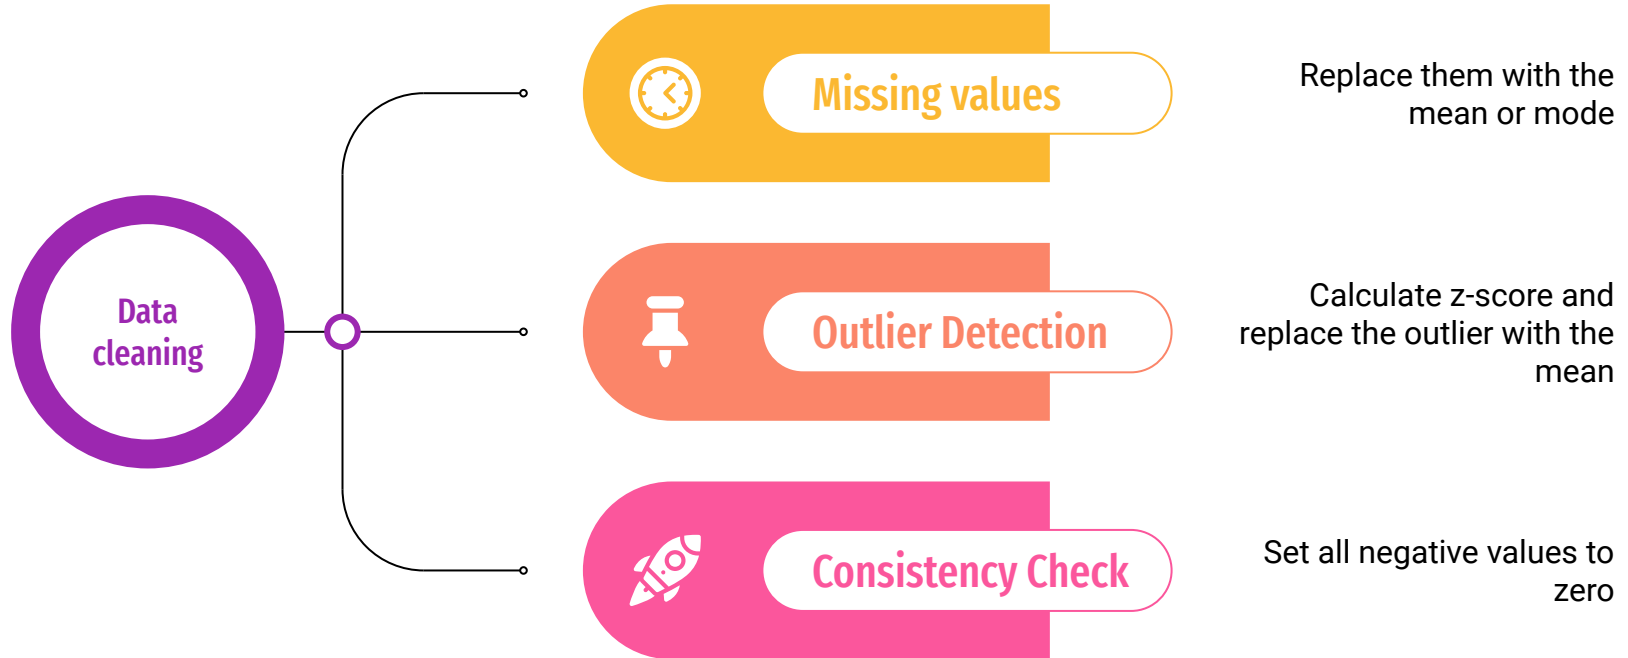 Data
cleaning
Missing values
Replace them with the
mean or mode
Outlier Detection
Calculate z-score and
replace the outlier with the
mean
Consistency Check
Set all negative values to
zero